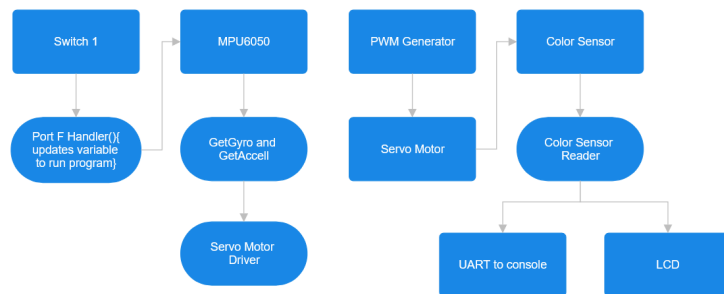 Switch 1
MPU6050
PWM Generator
Color Sensor
Port F Handler(){
updates variable
to run program}
GetGyro and
GetAccell
Servo Motor
Color Sensor
Reader
Servo Motor
Driver
UART to console
LCD